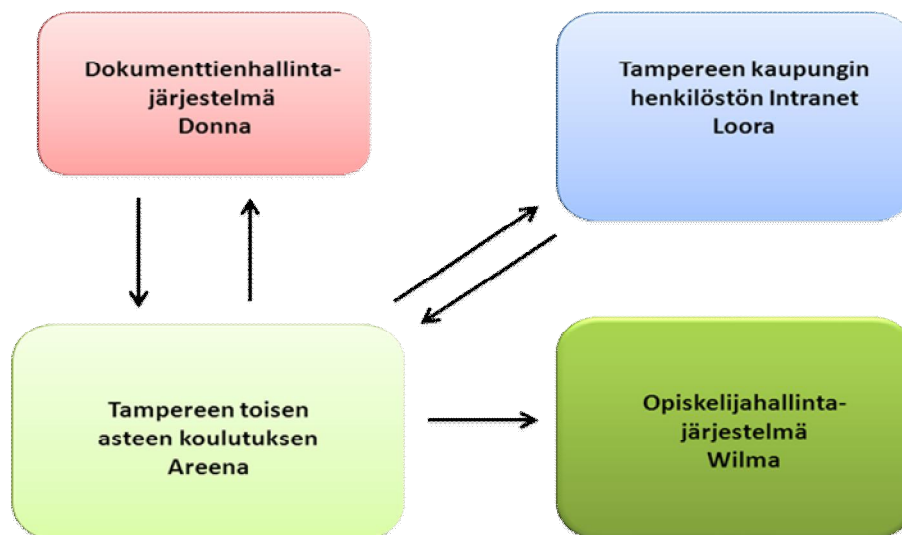 Dokumenttienhallinta-
järjestelmä
Donna
Tampereen kaupungin
henkilöstön Intranet
Loora
Tampereen toisen
asteen koulutuksen
Areena
Opiskelijahallinta-
järjestelmä
Wilma